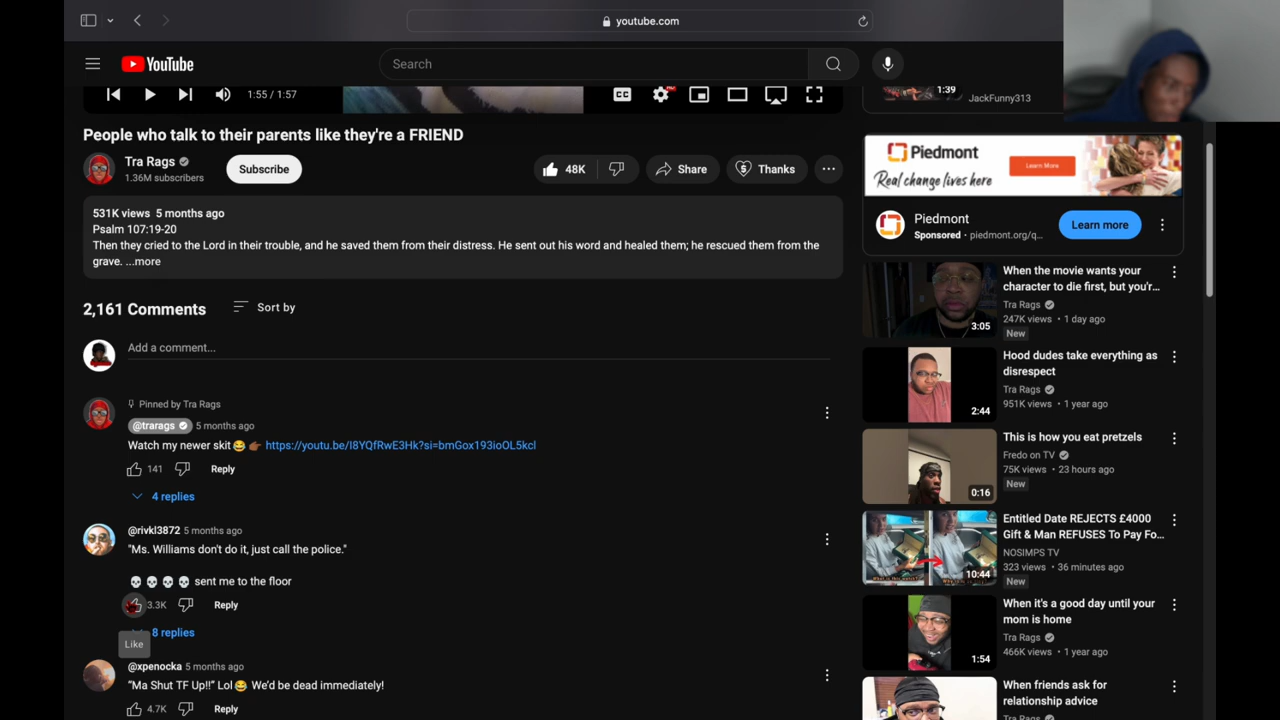 youtube.com
YouTube
Search
1:55 / 1:57
CC
1:39
JackFunny313
People who talk to their parents like they're a FRIEND
Tra Rags
1.36M subscribers
Subscribe
48K
Share
Thanks
531K views 5 months ago
Psalm 107:19-20
Then they cried to the Lord in their trouble, and he saved them from their distress. He sent out his word and healed them; he rescued them from the
grave. ...more
2,161 Comments
Sort by
Add a comment...
Pinned by Tra Rags
@trarags 5 months ago
Watch my newer skit😂 👉🏾 https://youtu.be/I8YQfRwE3Hk?si=bmGox193ioOL5kcl
141
Reply
4 replies
@rivkl3872 5 months ago
"Ms. Williams don't do it, just call the police."
💀 💀 💀 💀 sent me to the floor
3.3K
Reply
8 replies
Like
@xpenocka 5 months ago
"Ma Shut TF Up!!" Lol😂 We'd be dead immediately!
4.7K
Reply
Piedmont
Real change lives here
Learn More
Piedmont
Sponsored · piedmont.org/q...
Learn more
When the movie wants your
character to die first, but you'r...
Tra Rags
247K views · 1 day ago
New
3:05
Hood dudes take everything as
disrespect
Tra Rags
951K views · 1 year ago
2:44
This is how you eat pretzels
Fredo on TV
75K views · 23 hours ago
New
0:16
Entitled Date REJECTS £4000
Gift & Man REFUSES To Pay Fo...
NOSIMPS TV
323 views · 36 minutes ago
New
10:44
When it's a good day until your
mom is home
Tra Rags
466K views · 1 year ago
1:54
When friends ask for
relationship advice
Tra Rags